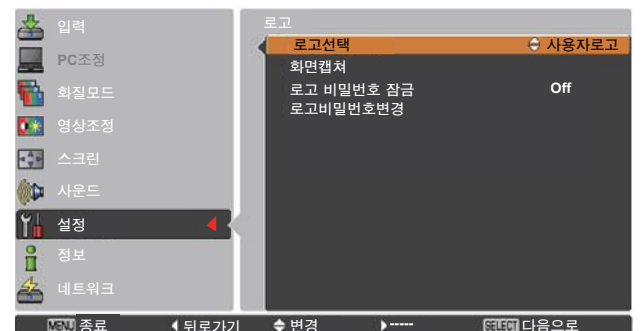 입력
PC조정
화질모드
영상조정
스크린
사운드
설정
정보
네트워크
로고
로고선택 사용자로고
화면캡쳐
로고 비밀번호 잠금 Off
로고비밀번호변경
MENU 종료 뒤로가기 변경 ----- SELECT 다음으로